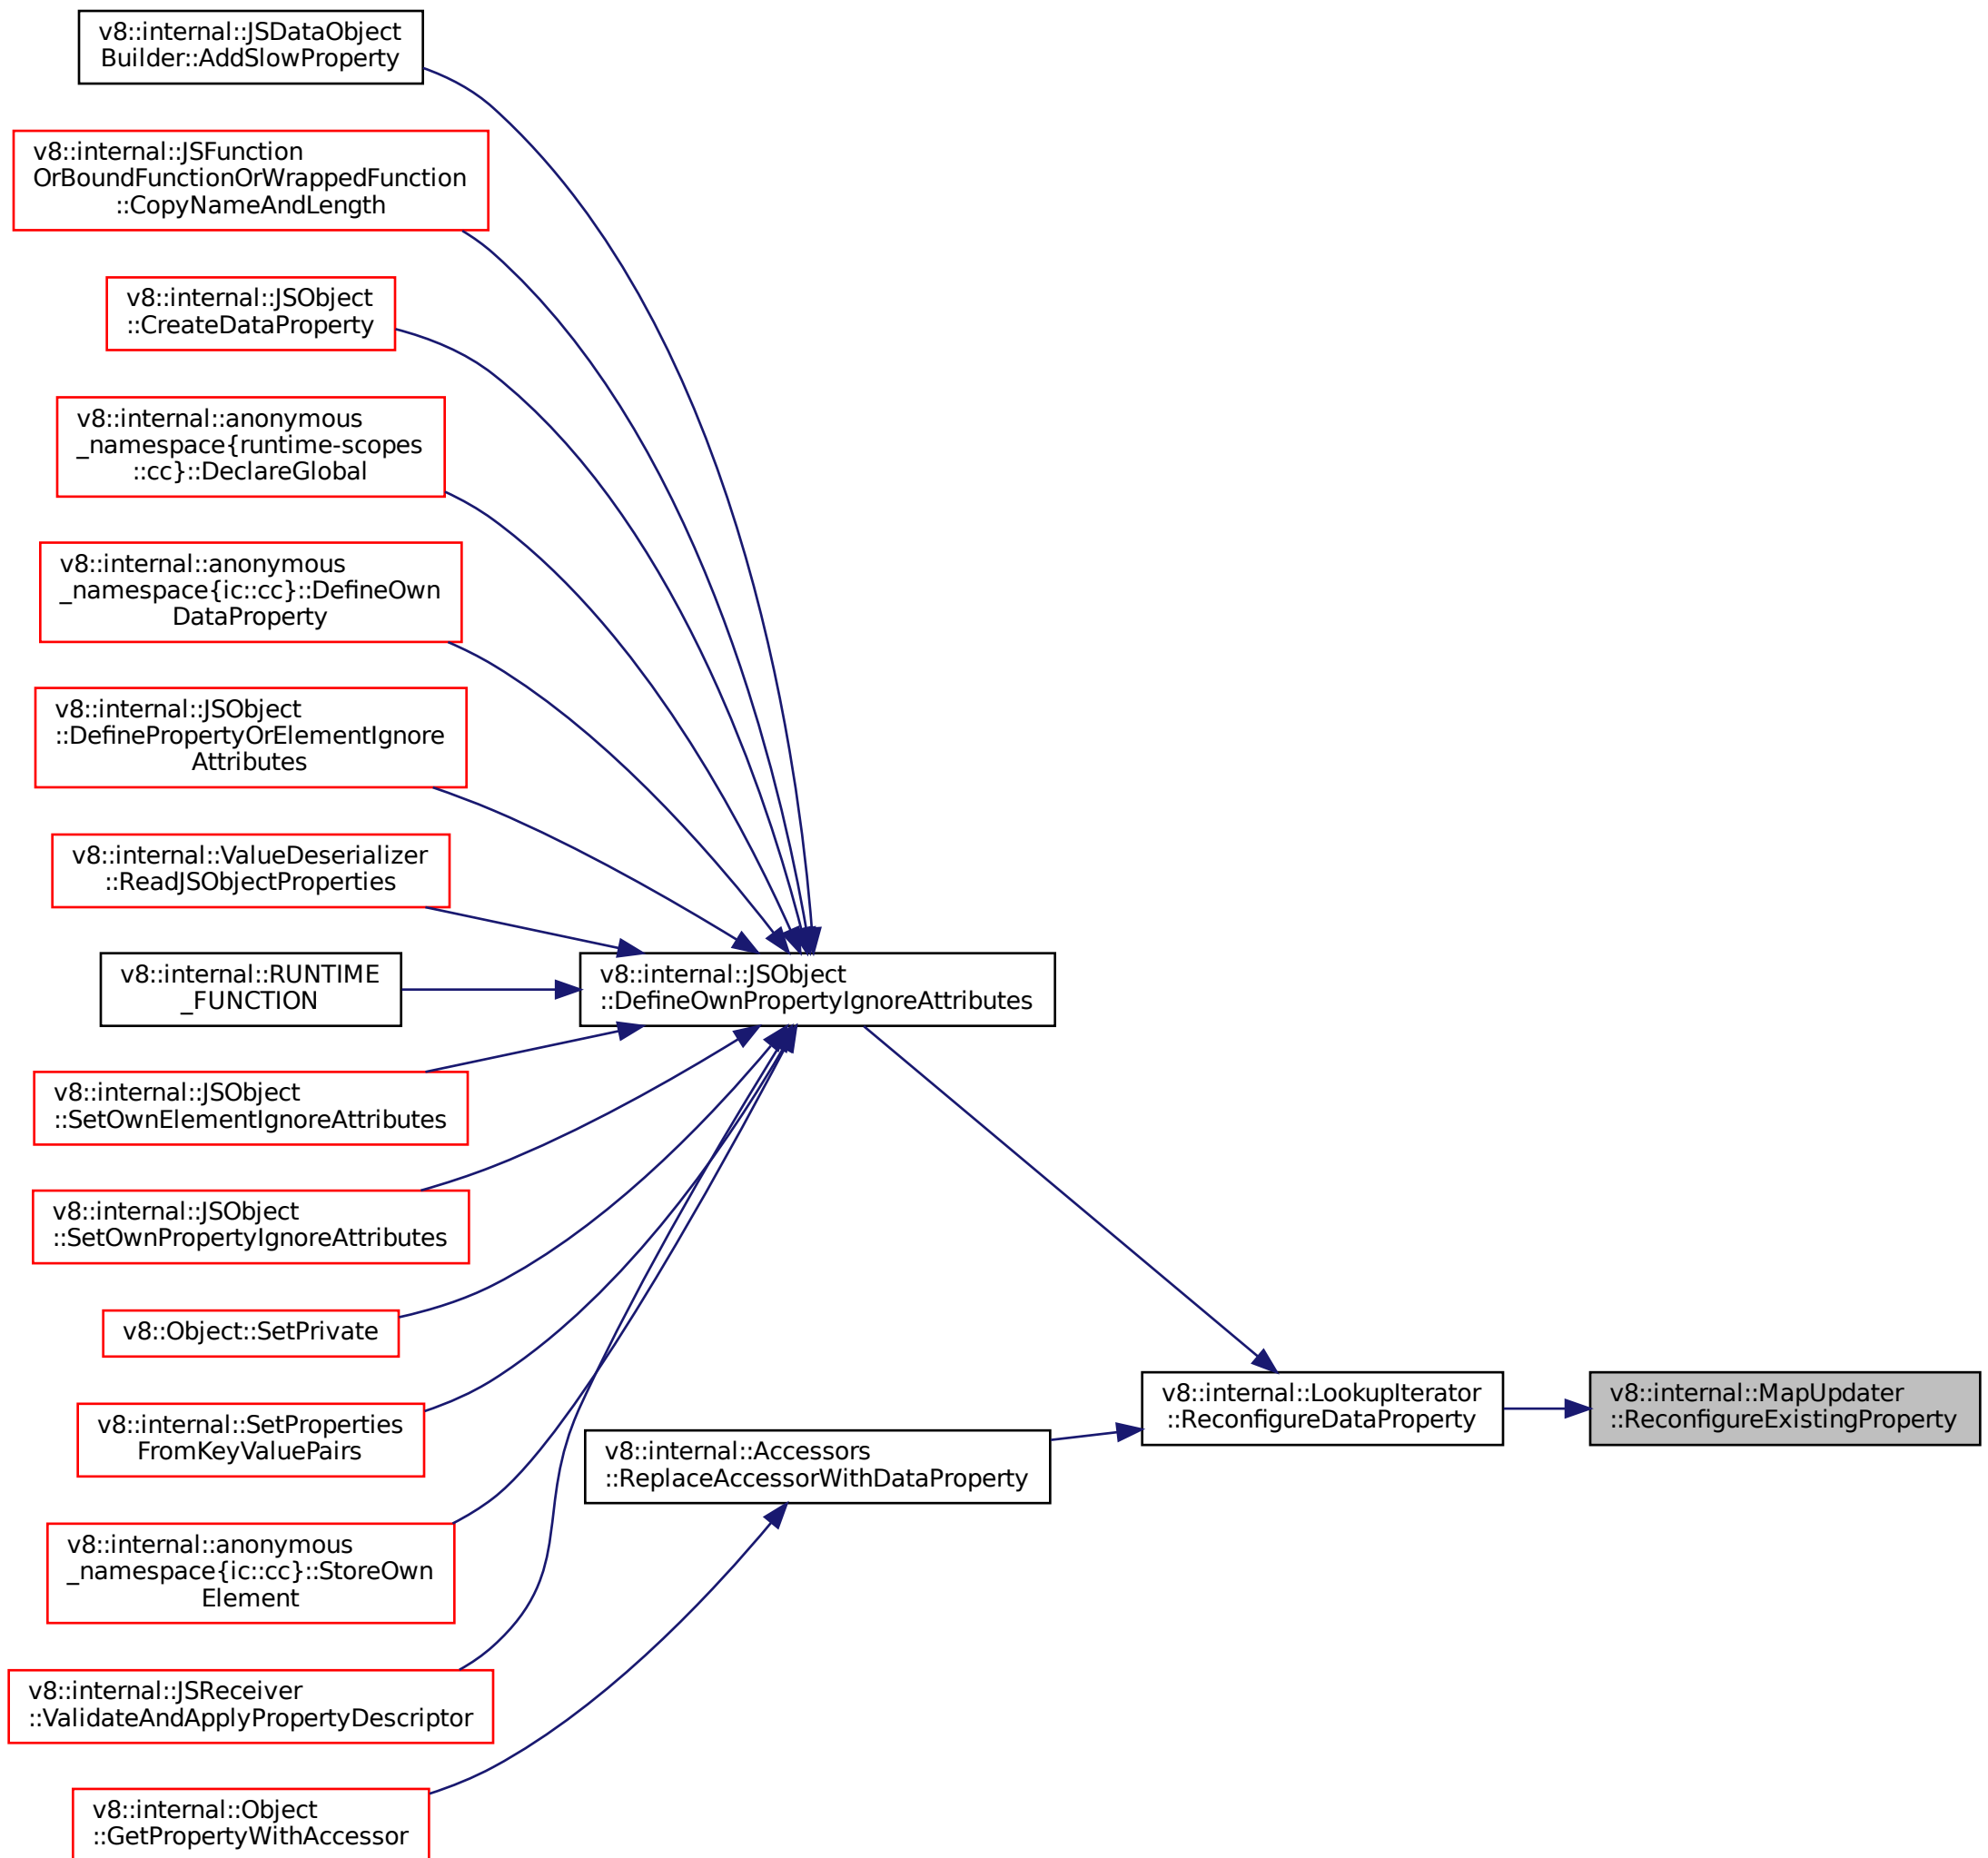 v8::internal::JSDataObject
Builder::AddSlowProperty
v8::internal::JSFunction
OrBoundFunctionOrWrappedFunction
::CopyNameAndLength
v8::internal::JSObject
::CreateDataProperty
v8::internal::anonymous
_namespace{runtime-scopes
::cc}::DeclareGlobal
v8::internal::anonymous
_namespace{ic::cc}::DefineOwn
DataProperty
v8::internal::JSObject
::DefinePropertyOrElementIgnore
Attributes
v8::internal::ValueDeserializer
::ReadJSObjectProperties
v8::internal::RUNTIME
_FUNCTION
v8::internal::JSObject
::DefineOwnPropertyIgnoreAttributes
v8::internal::JSObject
::SetOwnElementIgnoreAttributes
v8::internal::JSObject
::SetOwnPropertyIgnoreAttributes
v8::Object::SetPrivate
v8::internal::SetProperties
FromKeyValuePairs
v8::internal::LookupIterator
::ReconfigureDataProperty
v8::internal::MapUpdater
::ReconfigureExistingProperty
v8::internal::Accessors
::ReplaceAccessorWithDataProperty
v8::internal::anonymous
_namespace{ic::cc}::StoreOwn
Element
v8::internal::JSReceiver
::ValidateAndApplyPropertyDescriptor
v8::internal::Object
::GetPropertyWithAccessor